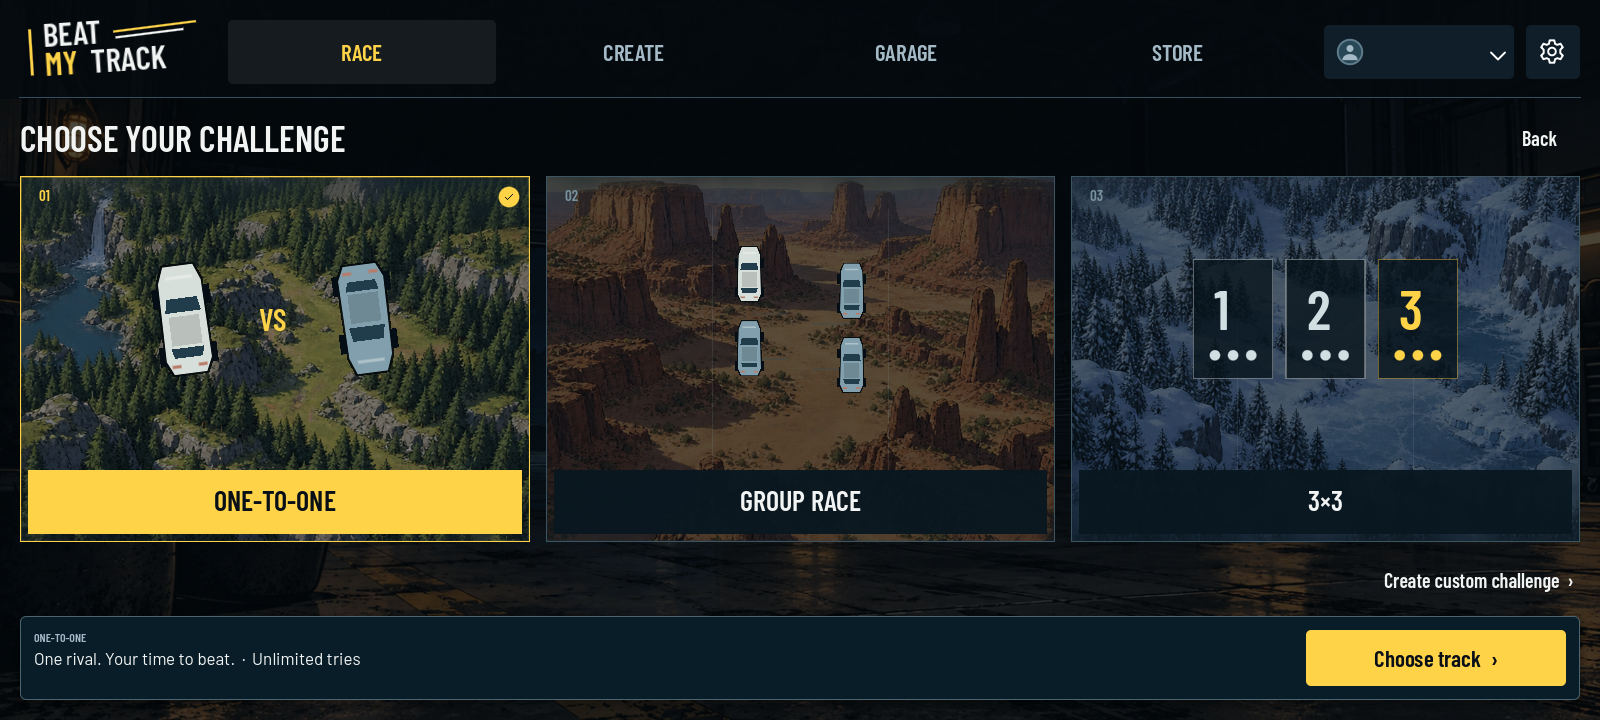 BEAT
MY TRACK
RACE
CREATE
GARAGE
STORE
CHOOSE YOUR CHALLENGE
Back
01
VS
ONE-TO-ONE
02
GROUP RACE
03
1 2 3
3×3
Create custom challenge ›
ONE-TO-ONE
One rival. Your time to beat. · Unlimited tries
Choose track ›